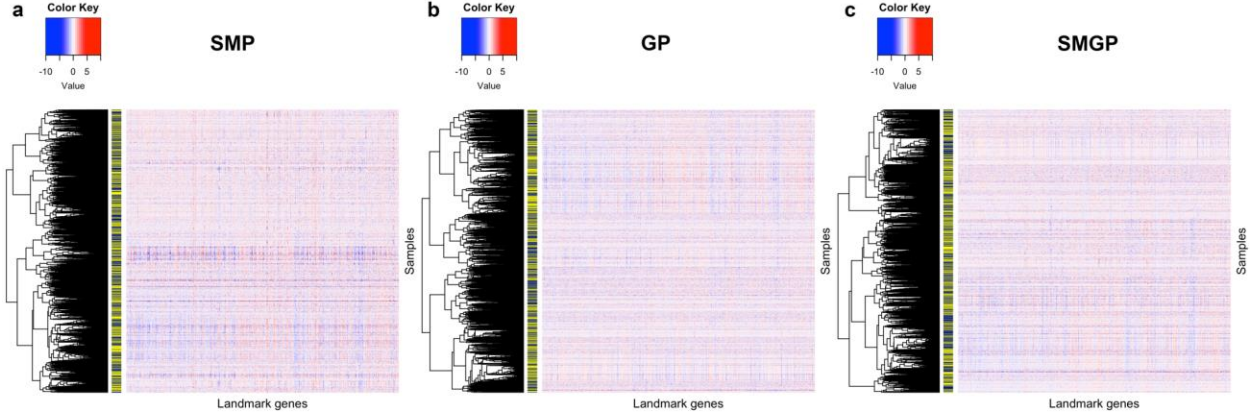 a
Color Key
-10 0 5
Value
SMP
Samples
Landmark genes
b
Color Key
-10 0 5
Value
GP
Samples
Landmark genes
c
Color Key
-10 0 5
Value
SMGP
Samples
Landmark genes